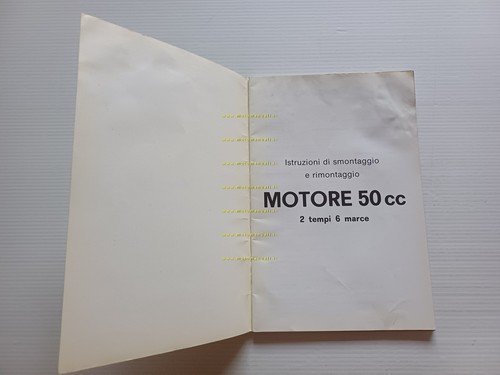 Istruzioni di smontaggio
e rimontaggio
MOTORE 50 cc
2 tempi 6 marce